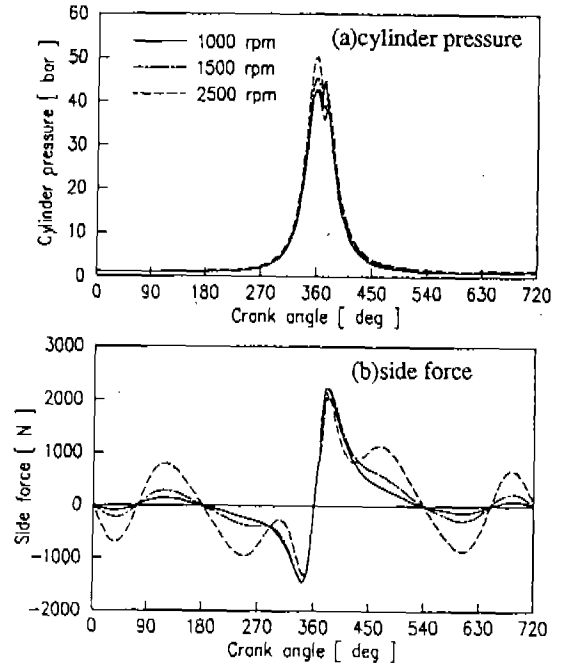 60
50
40
30
20
10
0
Cylinder pressure [ bar ]
1000 rpm
1500 rpm
2500 rpm
(a)cylinder pressure
0 90 180 270 360 450 540 630 720
Crank angle [ deg ]
3000
2000
1000
0
-1000
-2000
Side force [ N ]
(b)side force
0 90 180 270 360 450 540 630 720
Crank angle [ deg ]